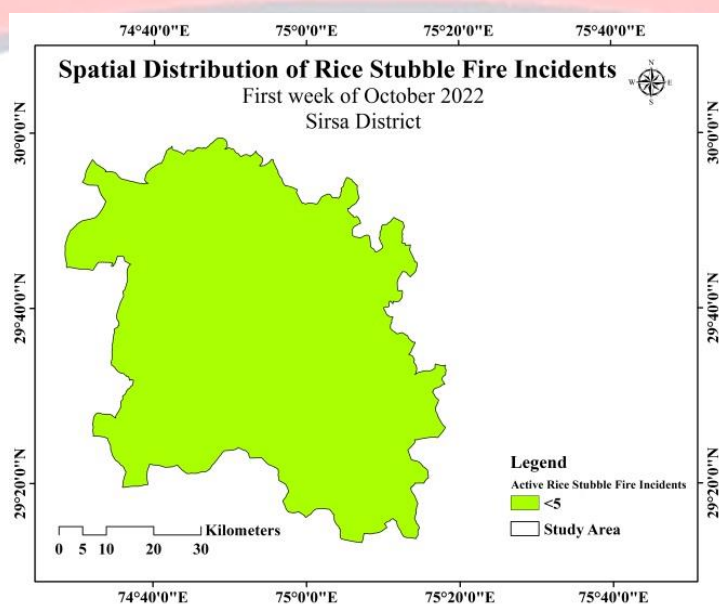 74°40'0"E 75°0'0"E 75°20'0"E 75°40'0"E
Spatial Distribution of Rice Stubble Fire Incidents
First week of October 2022
Sirsa District
N
W E
S
30°0'0"N 30°0'0"N
29°40'0"N 29°40'0"N
29°20'0"N 29°20'0"N
Legend
Active Rice Stubble Fire Incidents
<5
Study Area
Kilometers
0 5 10 20 30
74°40'0"E 75°0'0"E 75°20'0"E 75°40'0"E